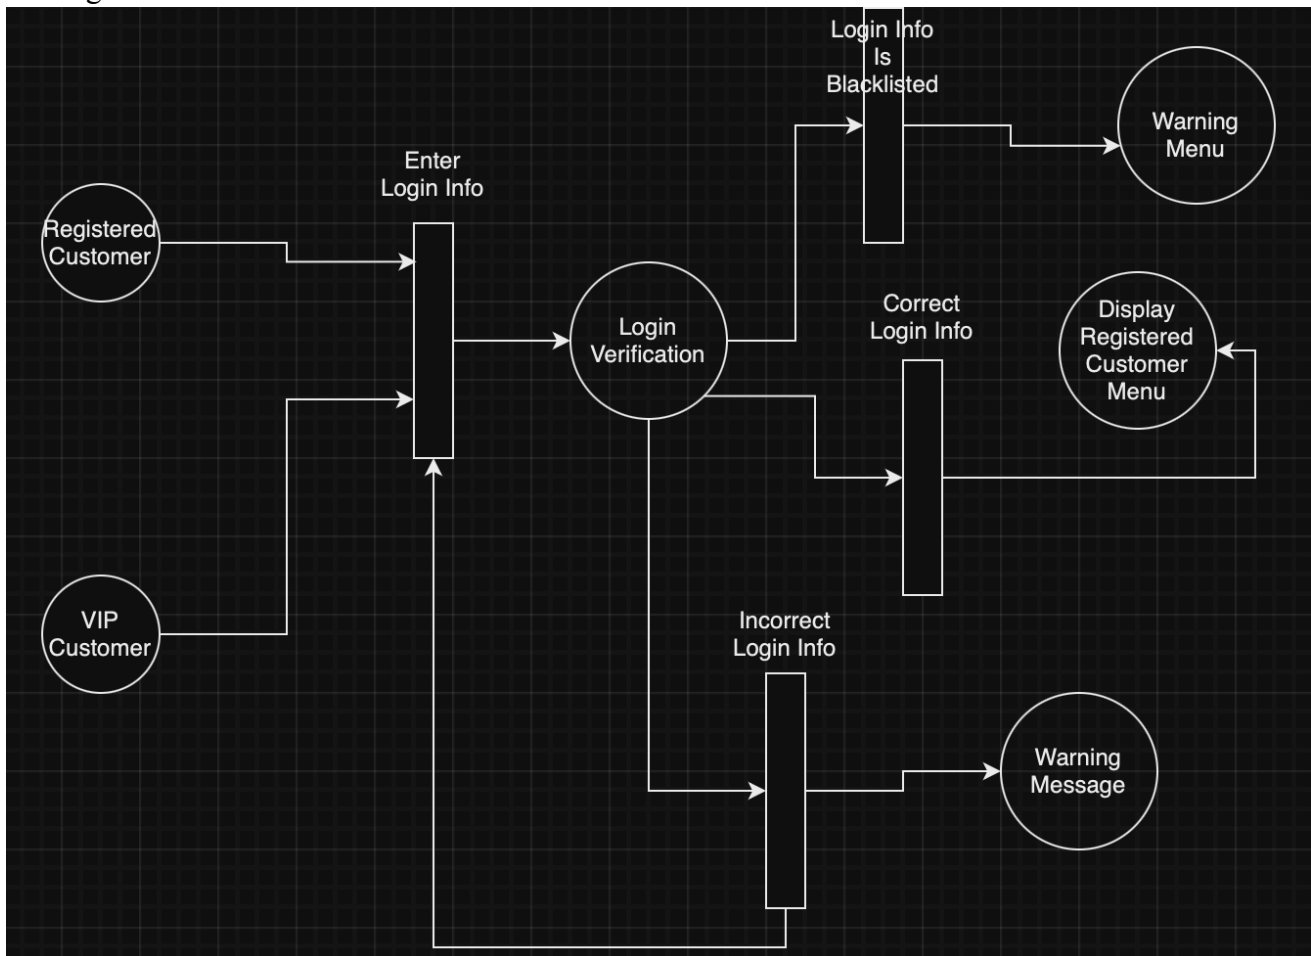 Login Info
Is
Blacklisted
Warning
Menu
Enter
Login Info
Registered
Customer
Login
Verification
Correct
Login Info
Display
Registered
Customer
Menu
VIP
Customer
Incorrect
Login Info
Warning
Message